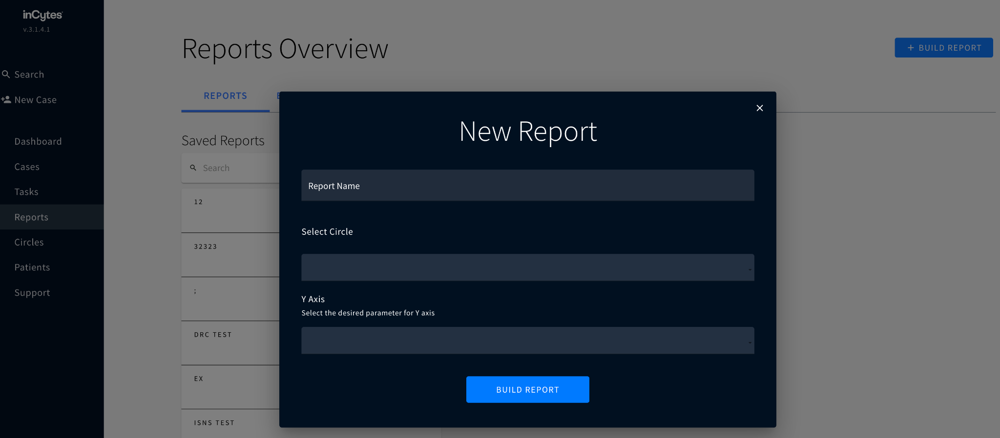 inCytes
v.3.1.4.1
Search
New Case
Dashboard
Cases
Tasks
Reports
Circles
Patients
Support
Reports Overview
+ BUILD REPORT
REPORTS
Saved Reports
Search
12
32323
;
DRC TEST
EX
ISNS TEST
New Report
Report Name
Select Circle
Y Axis
Select the desired parameter for Y axis
BUILD REPORT